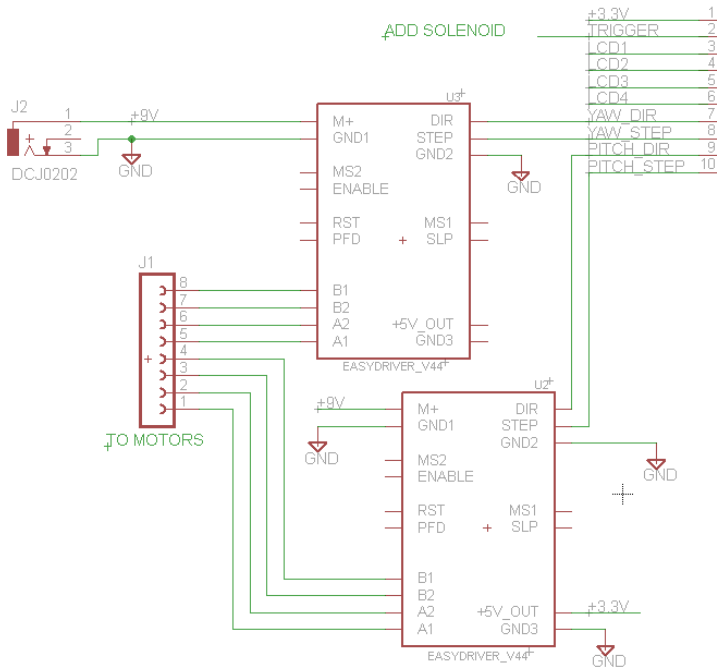 ADD SOLENOID
+3.3V 1
TRIGGER 2
LCD1 3
LCD2 4
LCD3 5
LCD4 6
YAW_DIR 7
YAW_STEP 8
PITCH_DIR 9
PITCH_STEP 10
J2
1
2
3
DCJ0202
+9V
GND
U3
M+ DIR
GND1 STEP
GND2
MS2
ENABLE
RST MS1
PFD SLP
B1
B2
A2 +5V_OUT
A1 GND3
EASYDRIVER_V44
GND
J1
8
7
6
5
4
3
2
1
TO MOTORS
U2
+9V
GND
M+ DIR
GND1 STEP
GND2
MS2
ENABLE
RST MS1
PFD SLP
B1
B2
A2 +5V_OUT
A1 GND3
EASYDRIVER_V44
GND
+3.3V
GND